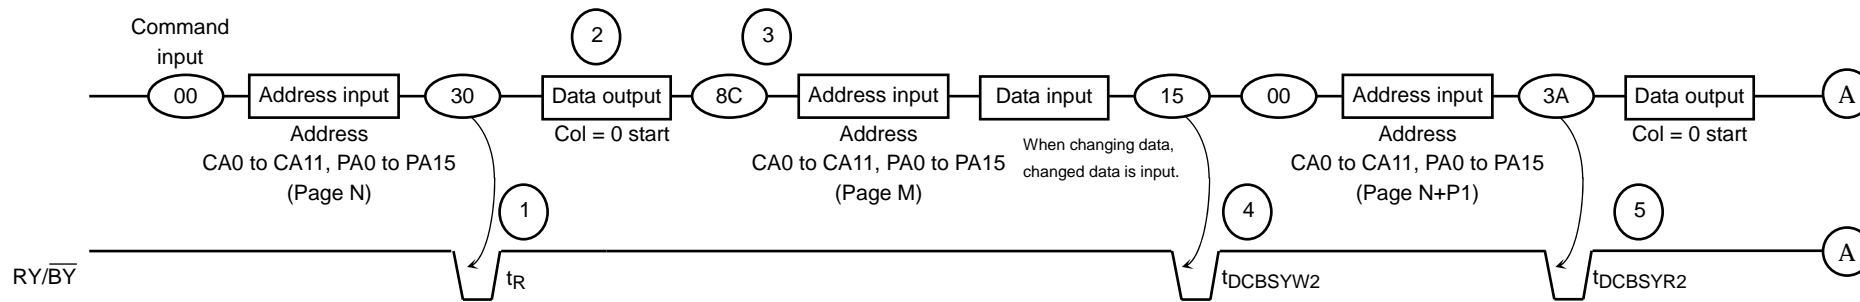 Command
input
2
3
00
Address input
30
Data output
8C
Address input
Data input
15
00
Address input
3A
Data output
A
Address
CA0 to CA11, PA0 to PA15
(Page N)
Col = 0 start
Address
CA0 to CA11, PA0 to PA15
(Page M)
When changing data,
changed data is input.
Address
CA0 to CA11, PA0 to PA15
(Page N+P1)
Col = 0 start
1
4
5
RY/BY
tR
tDCBSYW2
tDCBSYR2
A